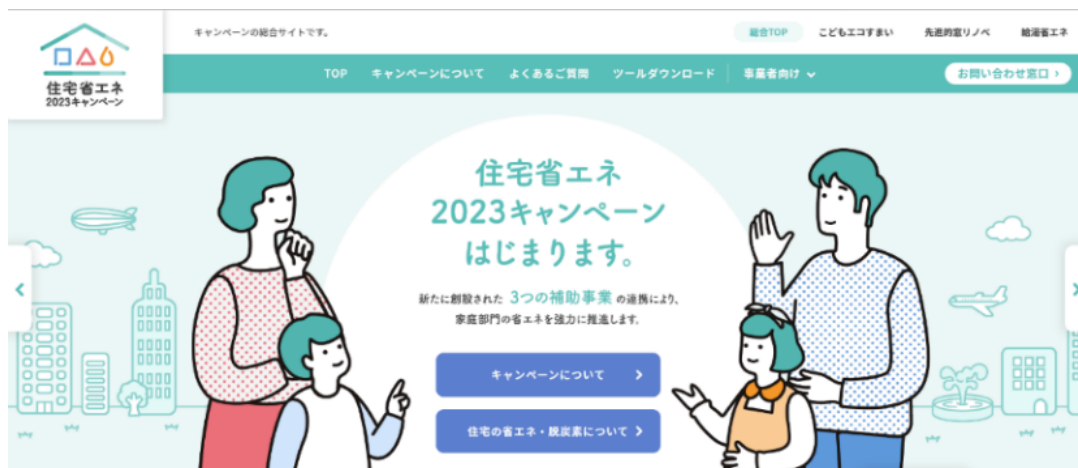 キャンペーンの総合サイトです。
総合TOP こどもエコすまい 先進的窓リノベ 給湯省エネ
住宅省エネ
2023キャンペーン
TOP キャンペーンについて よくあるご質問 ツールダウンロード 事業者向け
お問い合わせ窓口
住宅省エネ
2023キャンペーン
はじまります。
新たに創設された 3つの補助事業 の連携により、
家庭部門の省エネを強力に推進します。
キャンペーンについて
住宅の省エネ・脱炭素について